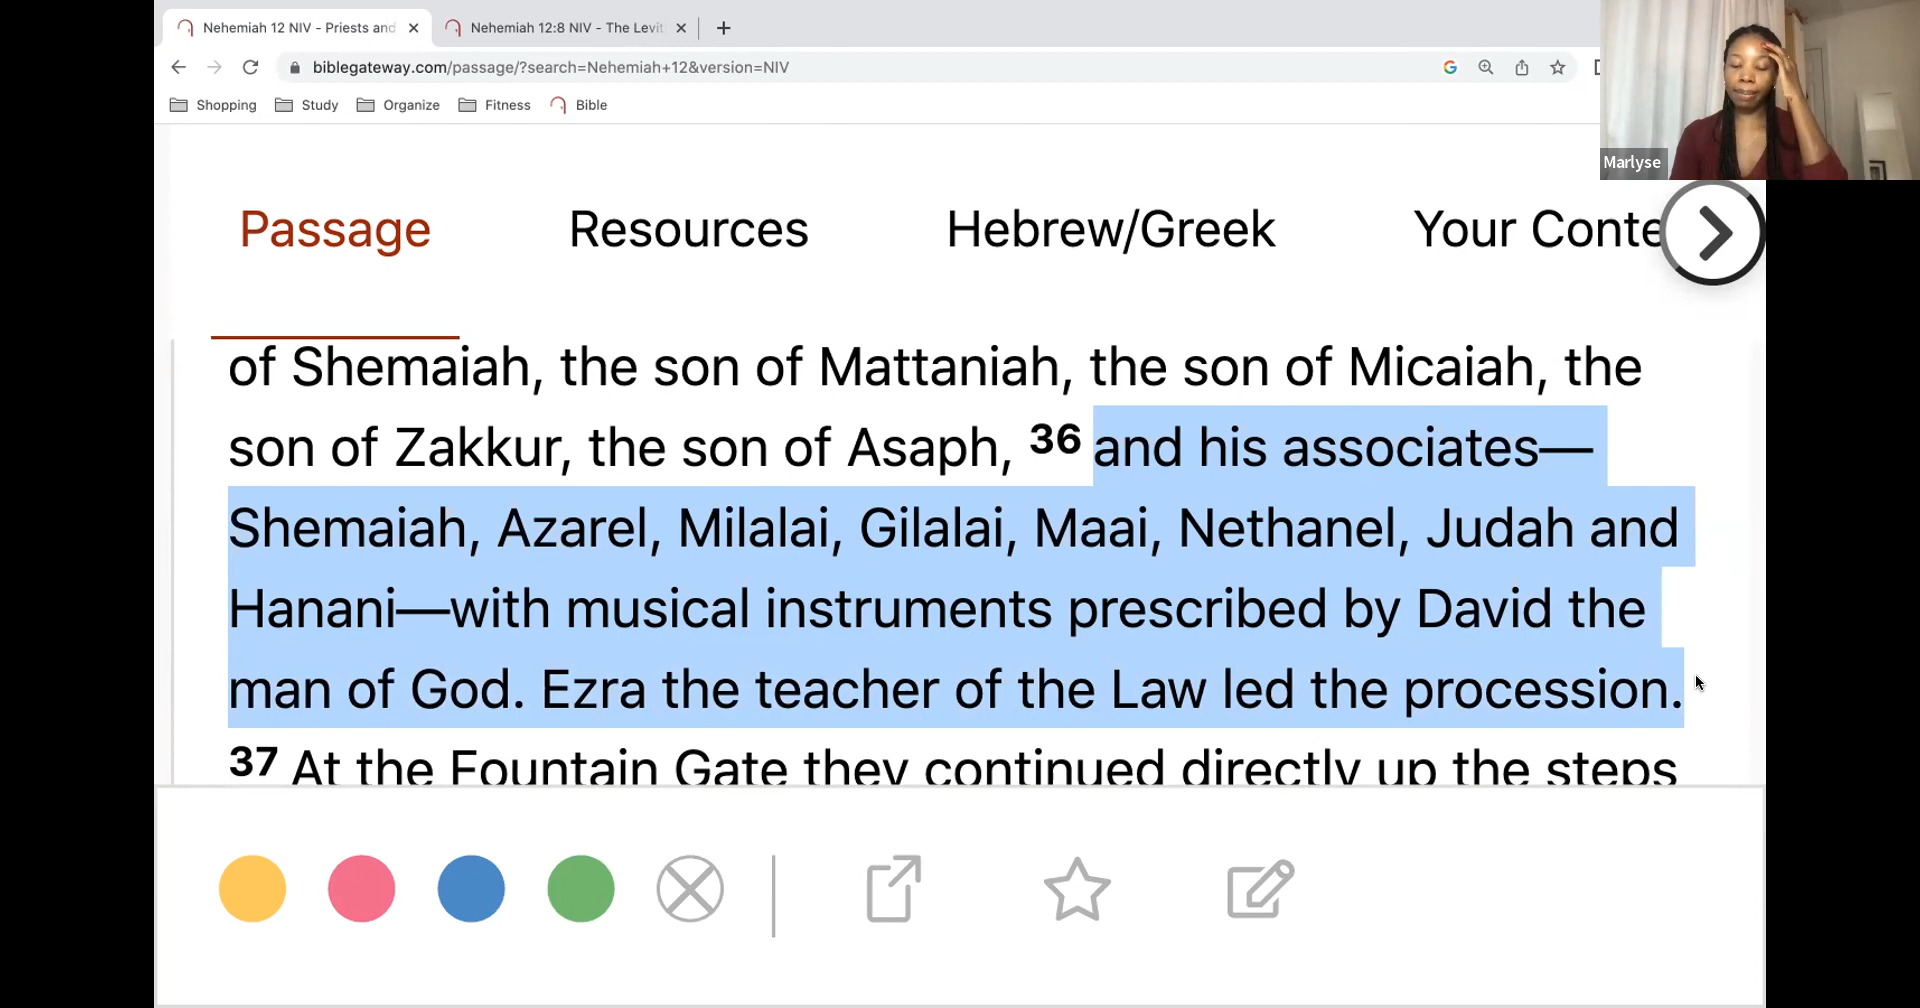 Nehemiah 12 NIV - Priests and
Nehemiah 12:8 NIV - The Levit
biblegateway.com/passage/?search=Nehemiah+12&version=NIV
Shopping Study Organize Fitness Bible
Marlyse
Passage Resources Hebrew/Greek Your Conte
of Shemaiah, the son of Mattaniah, the son of Micaiah, the
son of Zakkur, the son of Asaph, 36 and his associates—
Shemaiah, Azarel, Milalai, Gilalai, Maai, Nethanel, Judah and
Hanani—with musical instruments prescribed by David the
man of God. Ezra the teacher of the Law led the procession.
37 At the Fountain Gate they continued directly up the steps